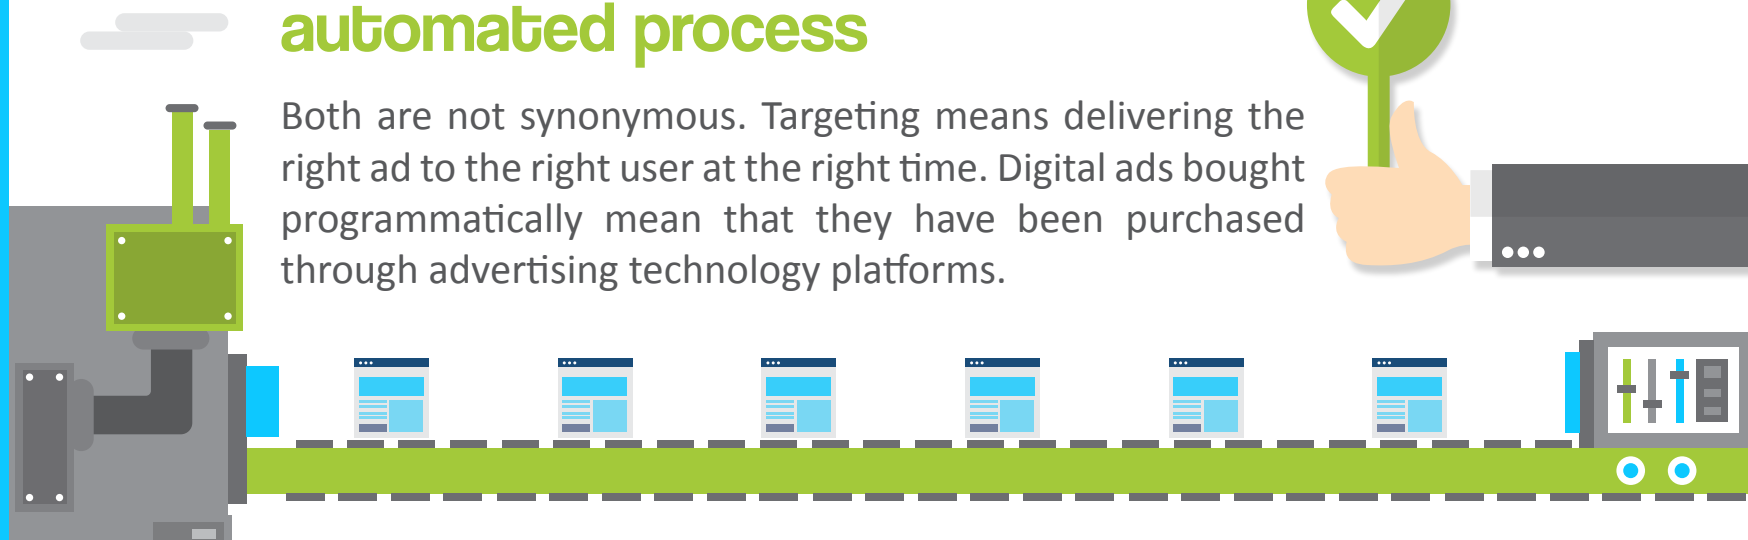 automated process
Both are not synonymous. Targeting means delivering the
right ad to the right user at the right time. Digital ads bought
programmatically mean that they have been purchased
through advertising technology platforms.